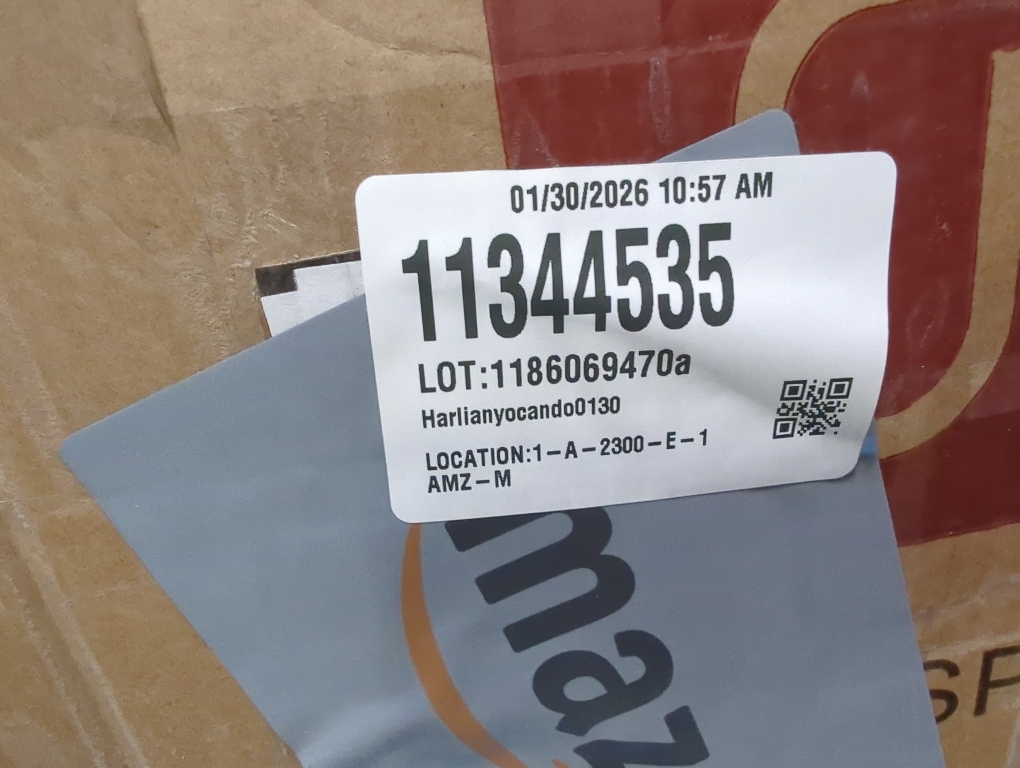 01/30/2026 10:57 AM
11344535
LOT:1186069470a
Harlianyocando0130
LOCATION:1-A-2300-E-1
AMZ-M
maz
SP